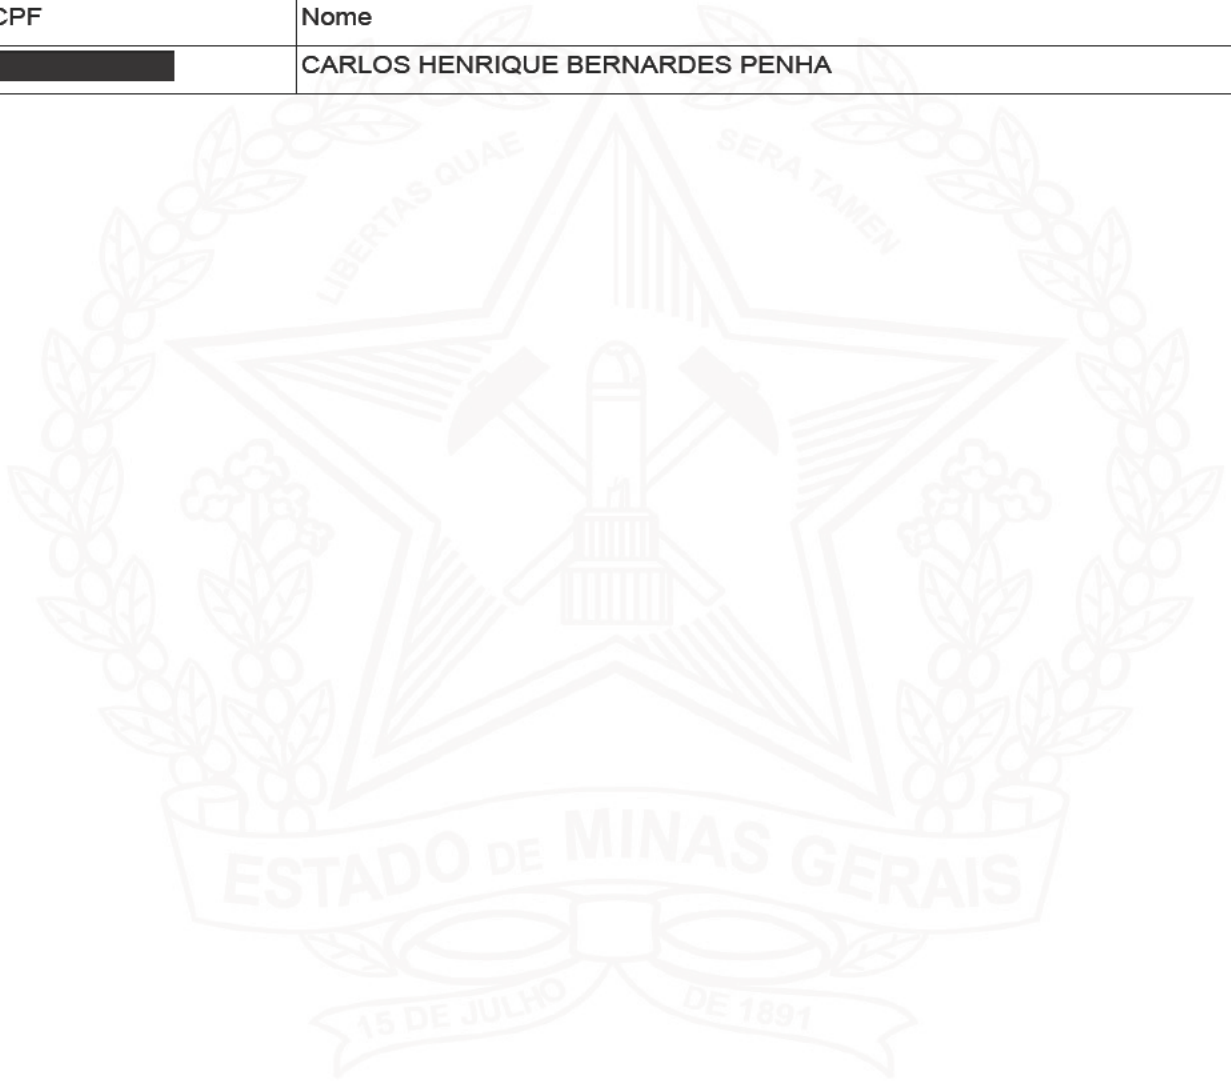 CPF Nome
CARLOS HENRIQUE BERNARDES PENHA
LIBERTAS QUAE SERA TAMEN
ESTADO DE MINAS GERAIS
15 DE JULHO DE 1891